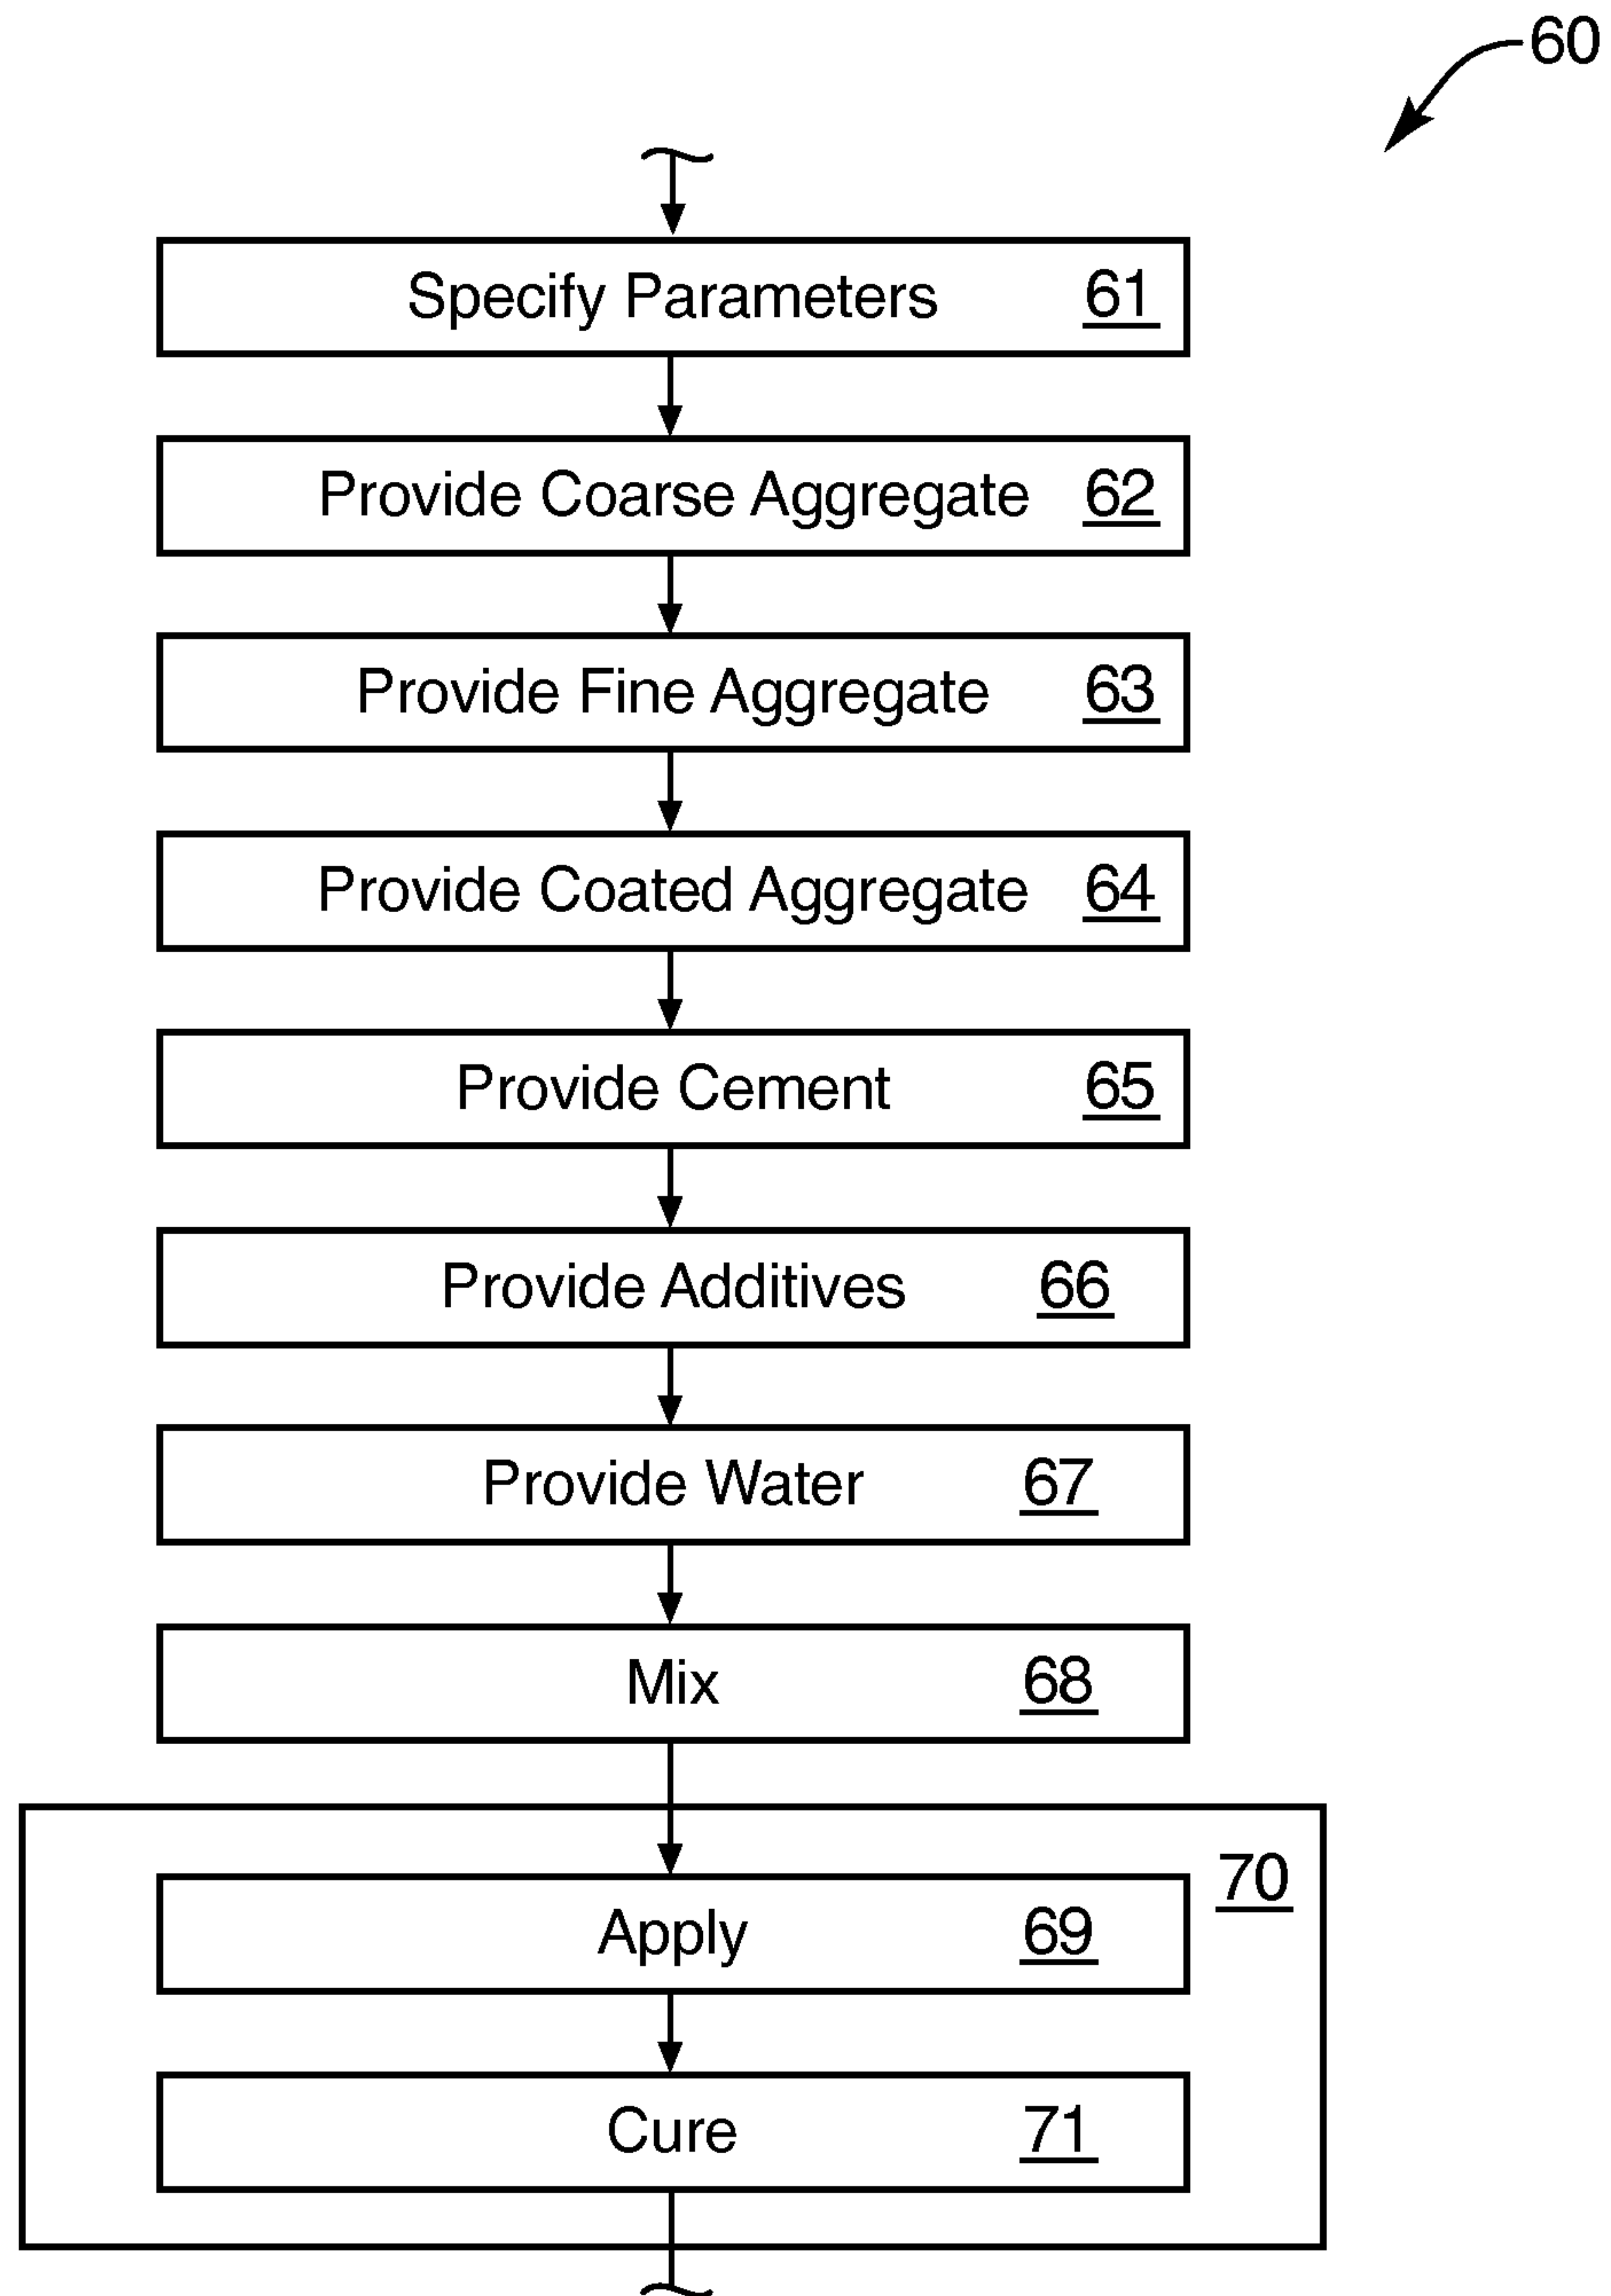 60
Specify Parameters 61
Provide Coarse Aggregate 62
Provide Fine Aggregate 63
Provide Coated Aggregate 64
Provide Cement 65
Provide Additives 66
Provide Water 67
Mix 68
70
Apply 69
Cure 71